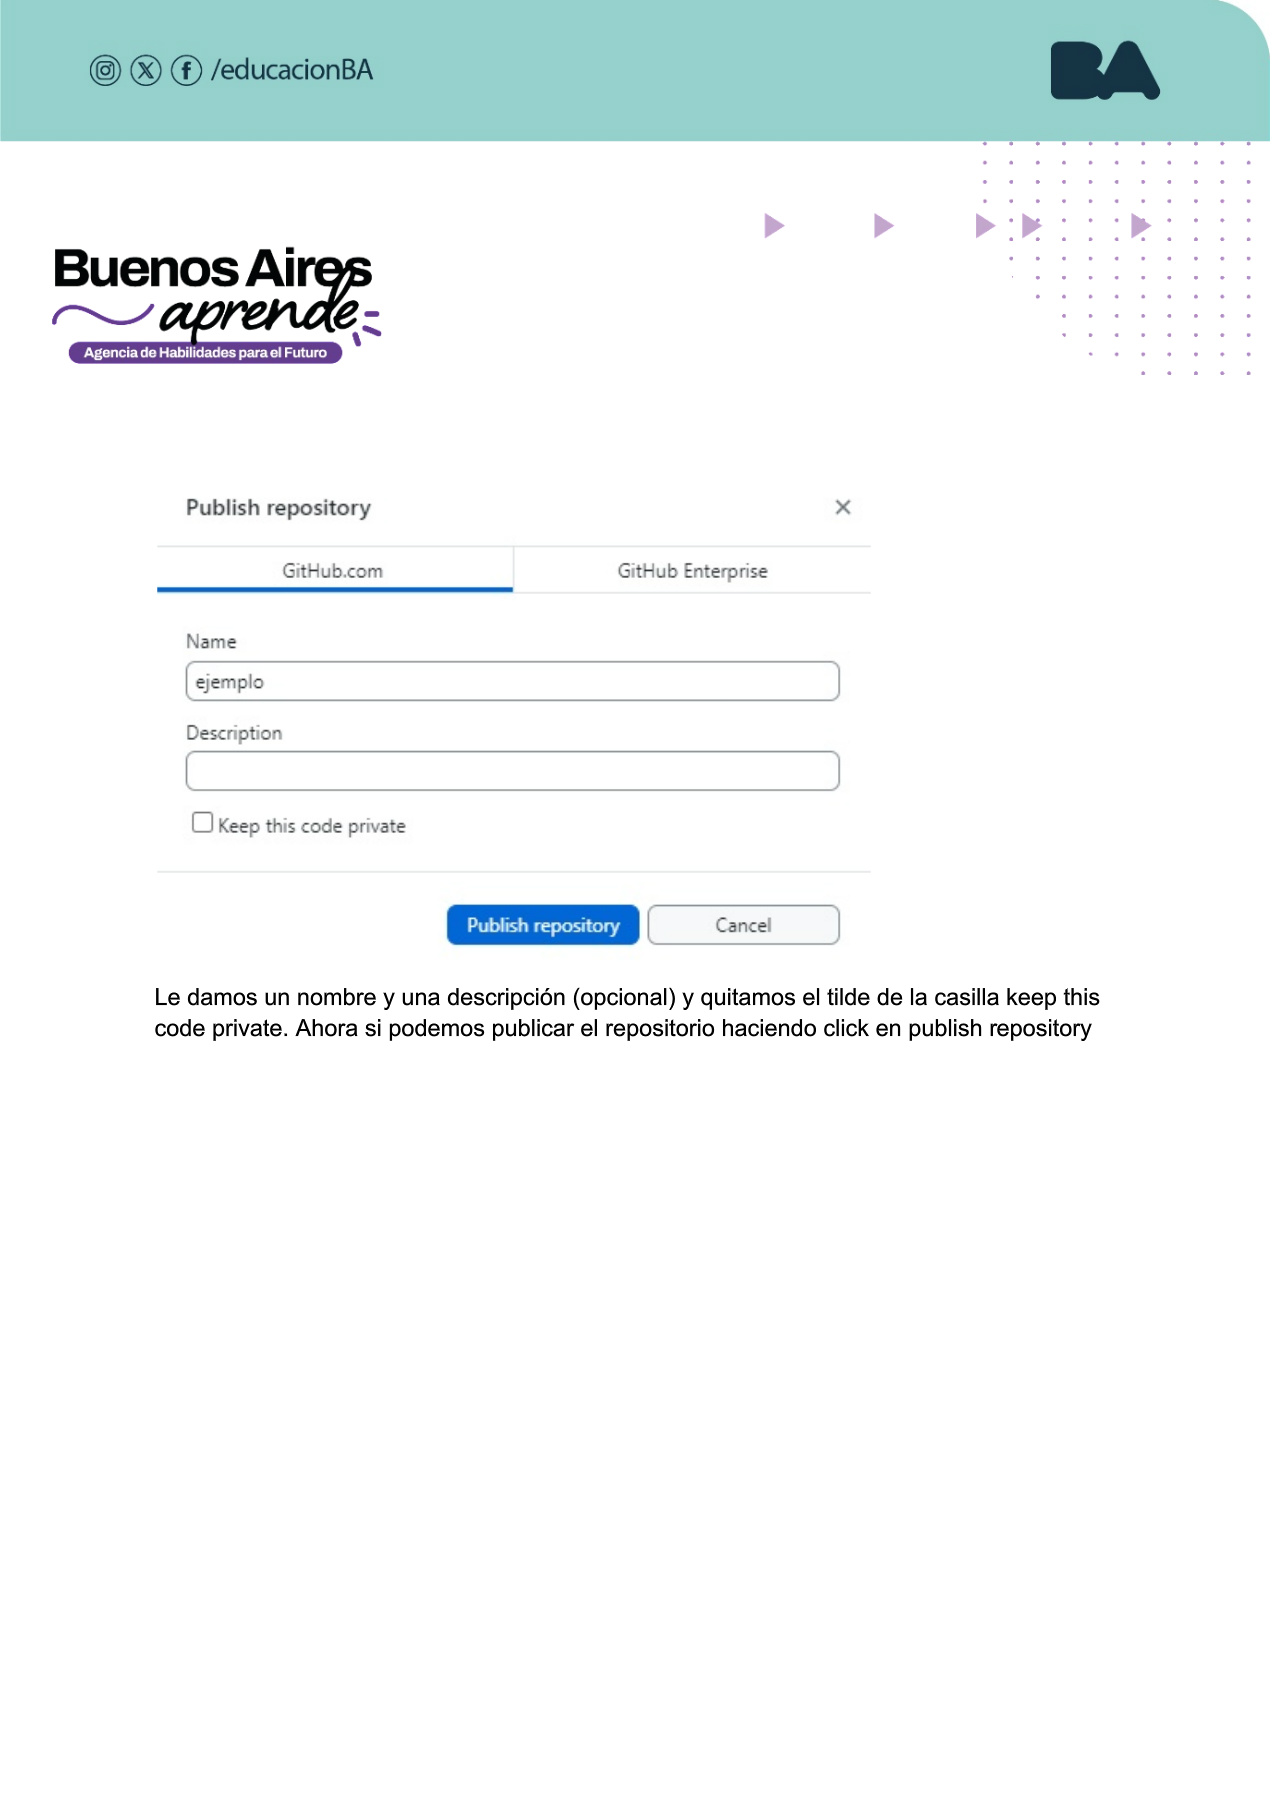 /educacionBA
BA
Buenos Aires
aprende
Agencia de Habilidades para el Futuro
Publish repository
GitHub.com
GitHub Enterprise
Name
ejemplo
Description
Keep this code private
Publish repository
Cancel
Le damos un nombre y una descripción (opcional) y quitamos el tilde de la casilla keep this
code private. Ahora si podemos publicar el repositorio haciendo click en publish repository